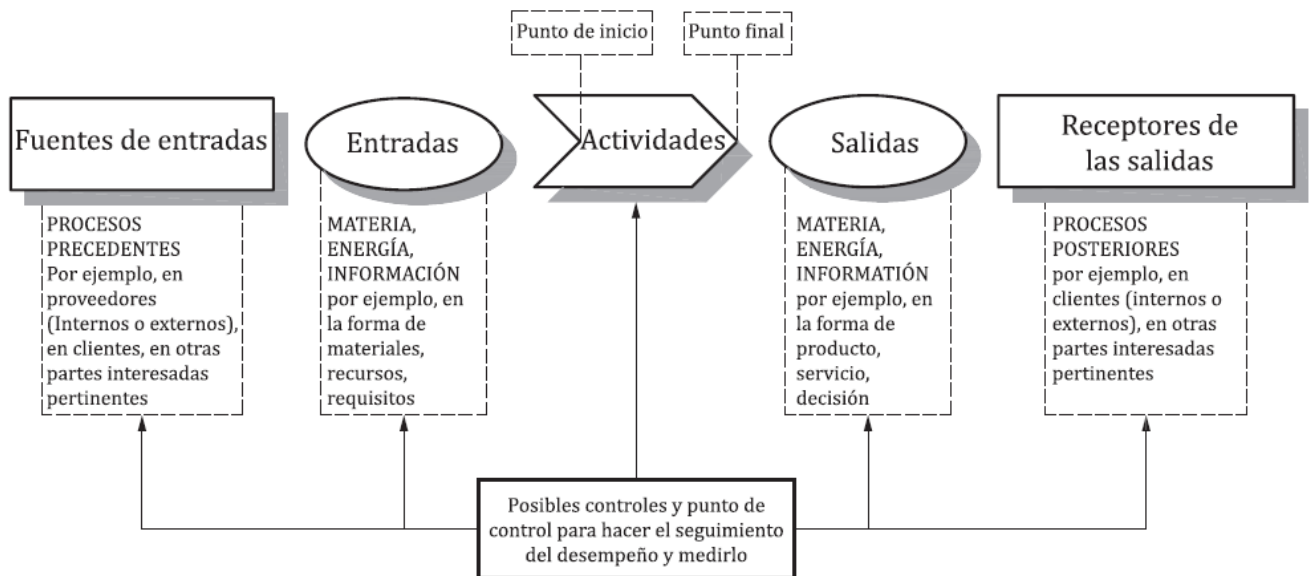 Punto de inicio
Punto final
Fuentes de entradas
Entradas
Actividades
Salidas
Receptores de
las salidas
PROCESOS
PRECEDENTES
Por ejemplo, en
proveedores
(Internos o externos),
en clientes, en otras
partes interesadas
pertinentes
MATERIA,
ENERGÍA,
INFORMACIÓN
por ejemplo, en
la forma de
materiales,
recursos,
requisitos
MATERIA,
ENERGÍA,
INFORMATIÓN
por ejemplo, en
la forma de
producto,
servicio,
decisión
PROCESOS
POSTERIORES
por ejemplo, en
clientes (internos o
externos), en otras
partes interesadas
pertinentes
Posibles controles y punto de
control para hacer el seguimiento
del desempeño y medirlo